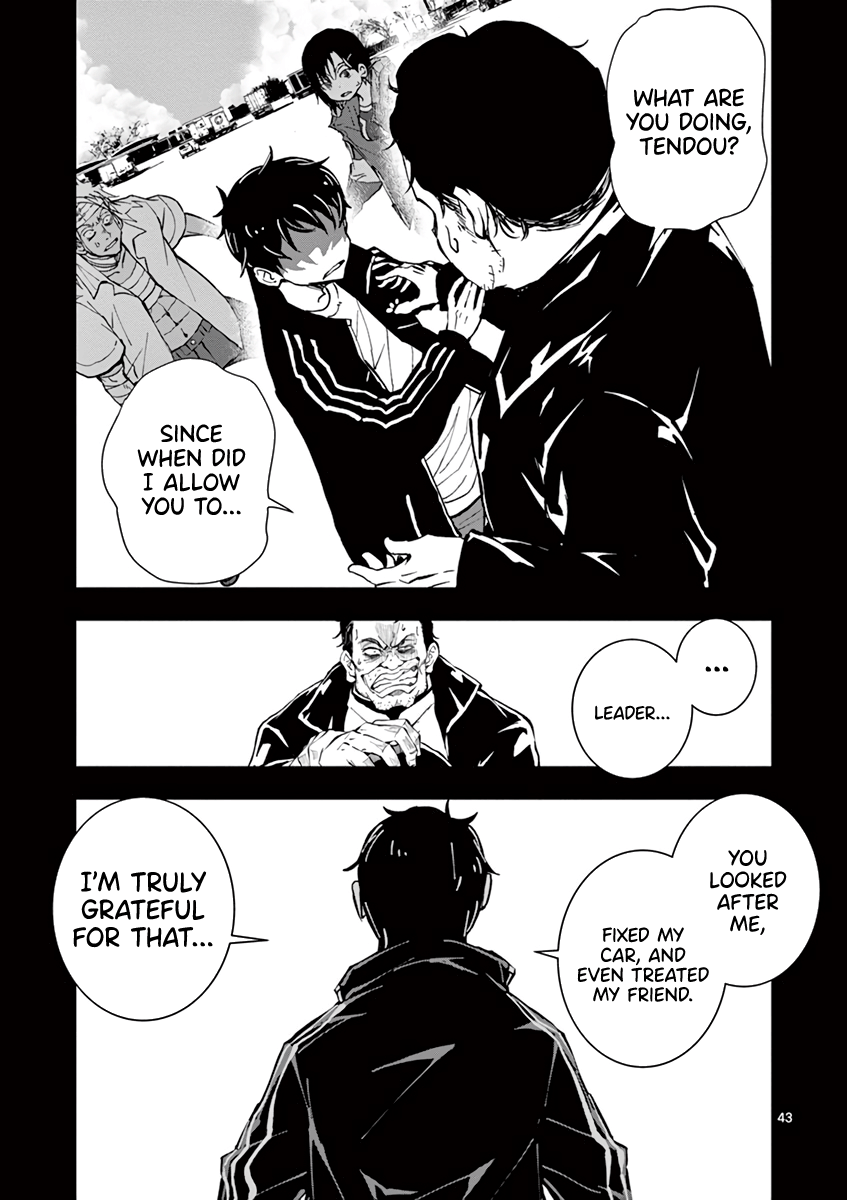 WHAT ARE
YOU DOING,
TENDOU?
SINCE
WHEN DID
I ALLOW
YOU TO...
...
LEADER...
YOU
LOOKED
AFTER
ME,
FIXED MY
CAR, AND
EVEN TREATED
MY FRIEND.
I'M TRULY
GRATEFUL
FOR THAT...
43